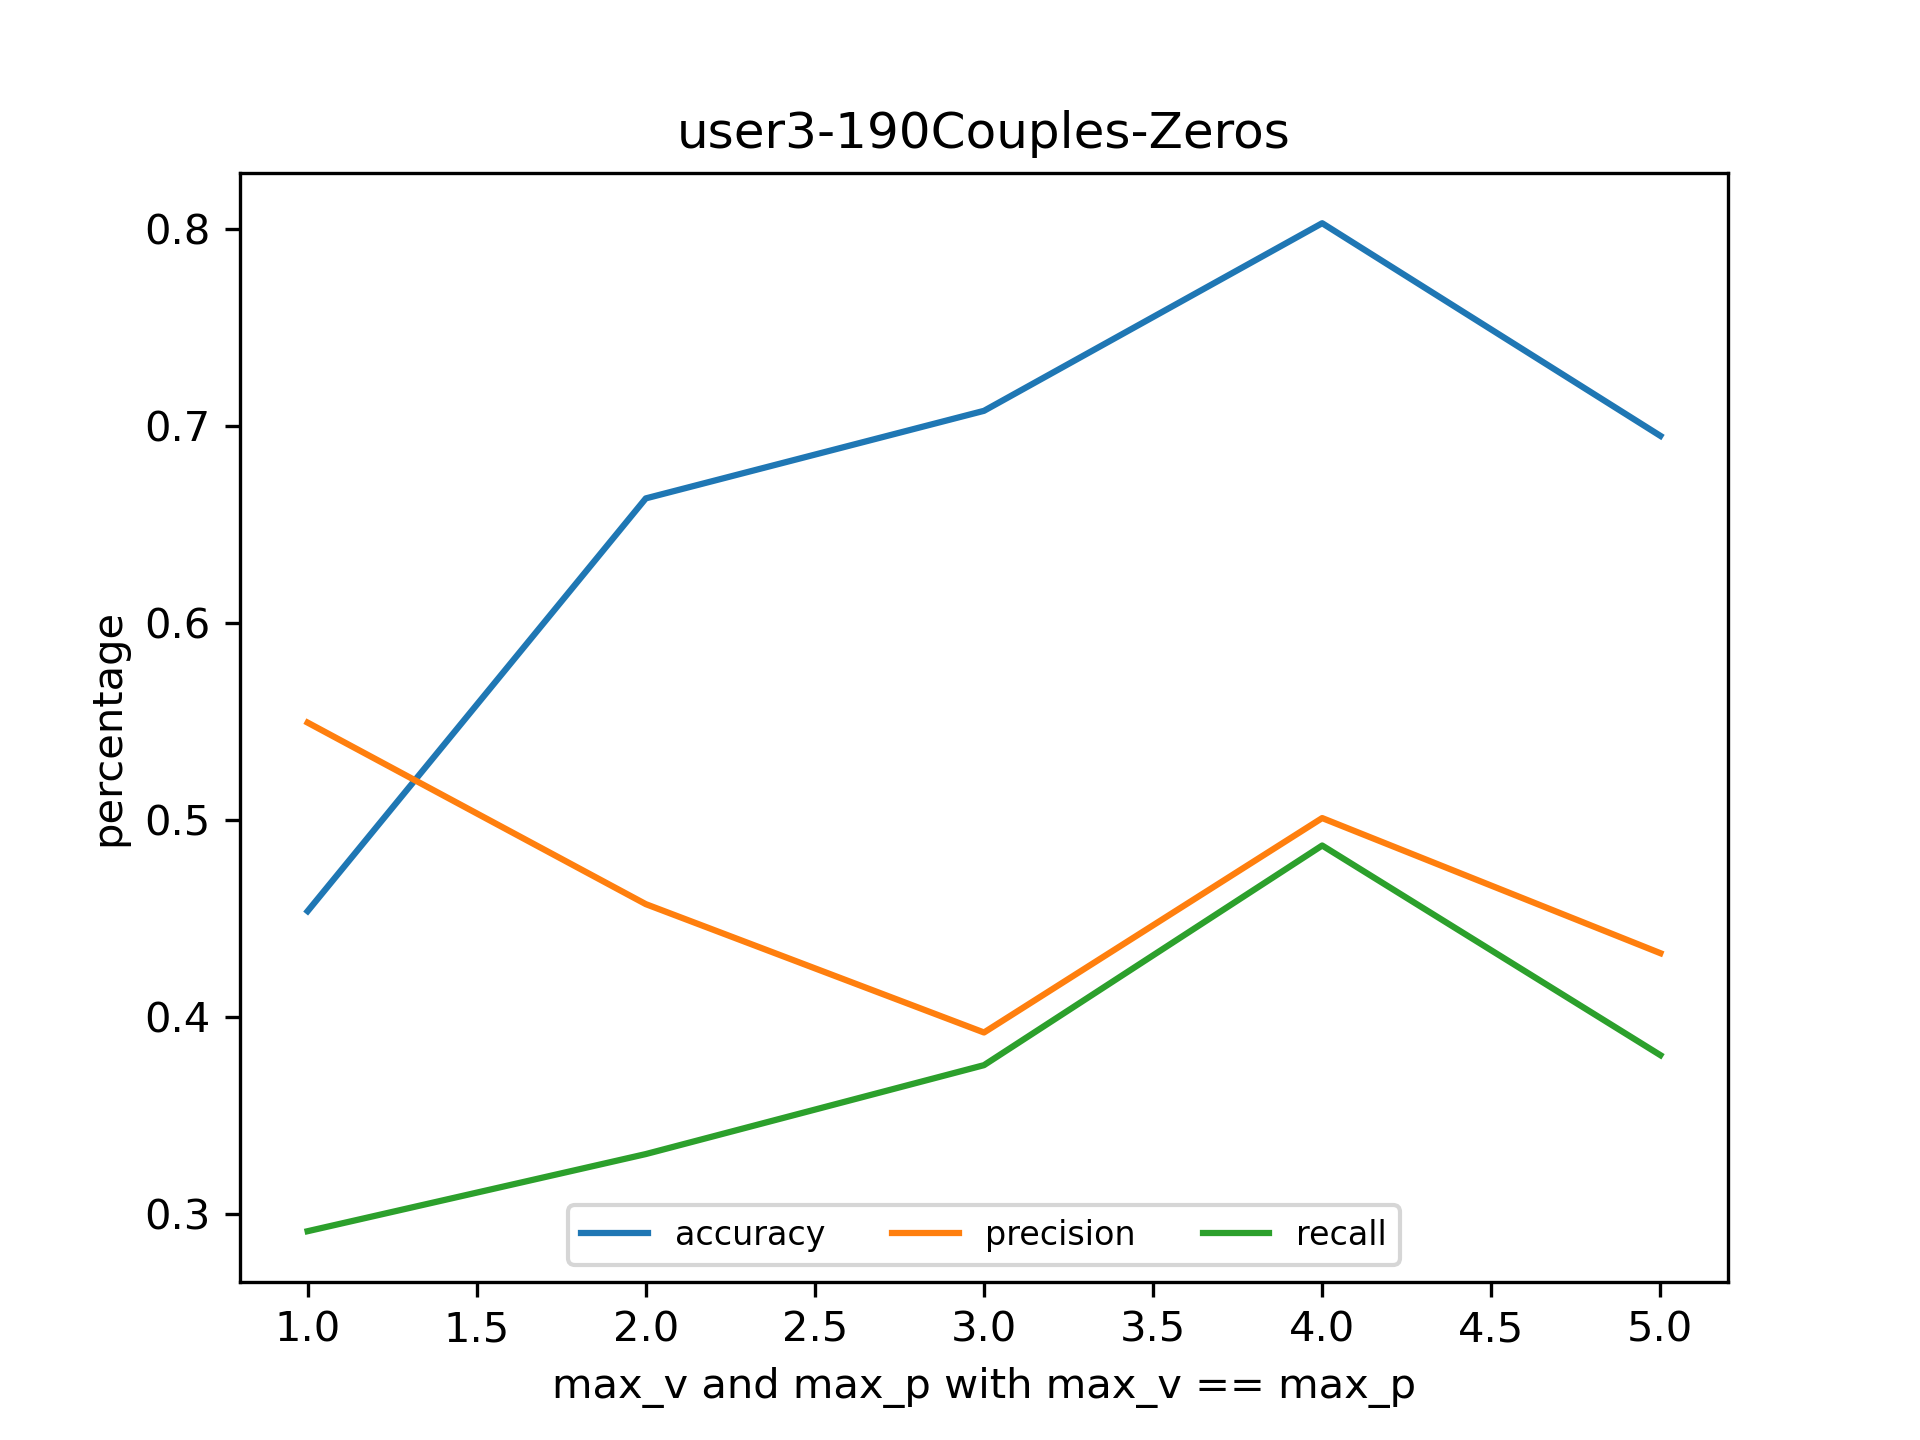 user3-190Couples-Zeros
percentage
0.8
0.7
0.6
0.5
0.4
0.3
accuracy precision recall
1.0 1.5 2.0 2.5 3.0 3.5 4.0 4.5 5.0
max_v and max_p with max_v == max_p